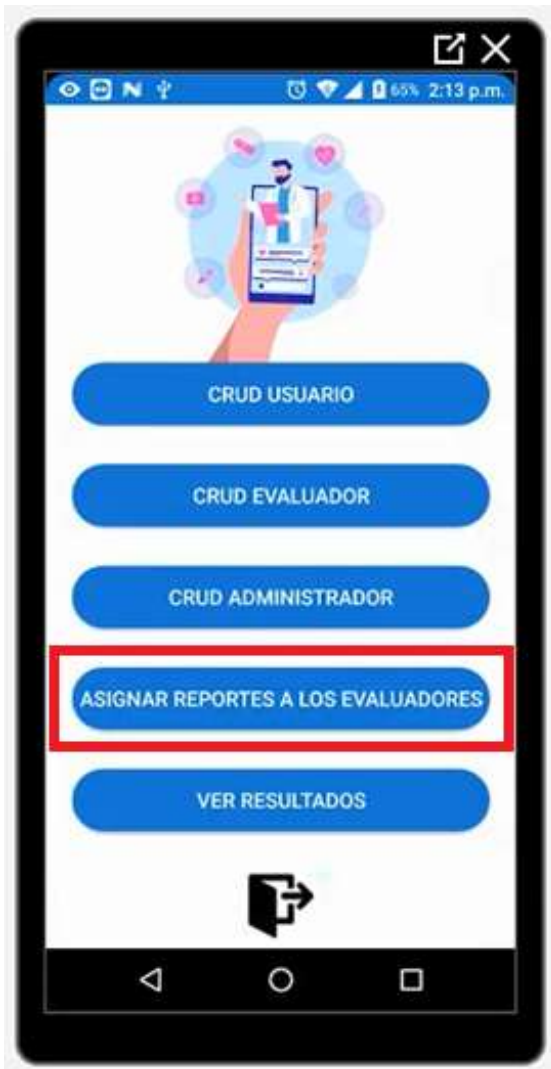 65% 2:13 p.m.
CRUD USUARIO
CRUD EVALUADOR
CRUD ADMINISTRADOR
ASIGNAR REPORTES A LOS EVALUADORES
VER RESULTADOS